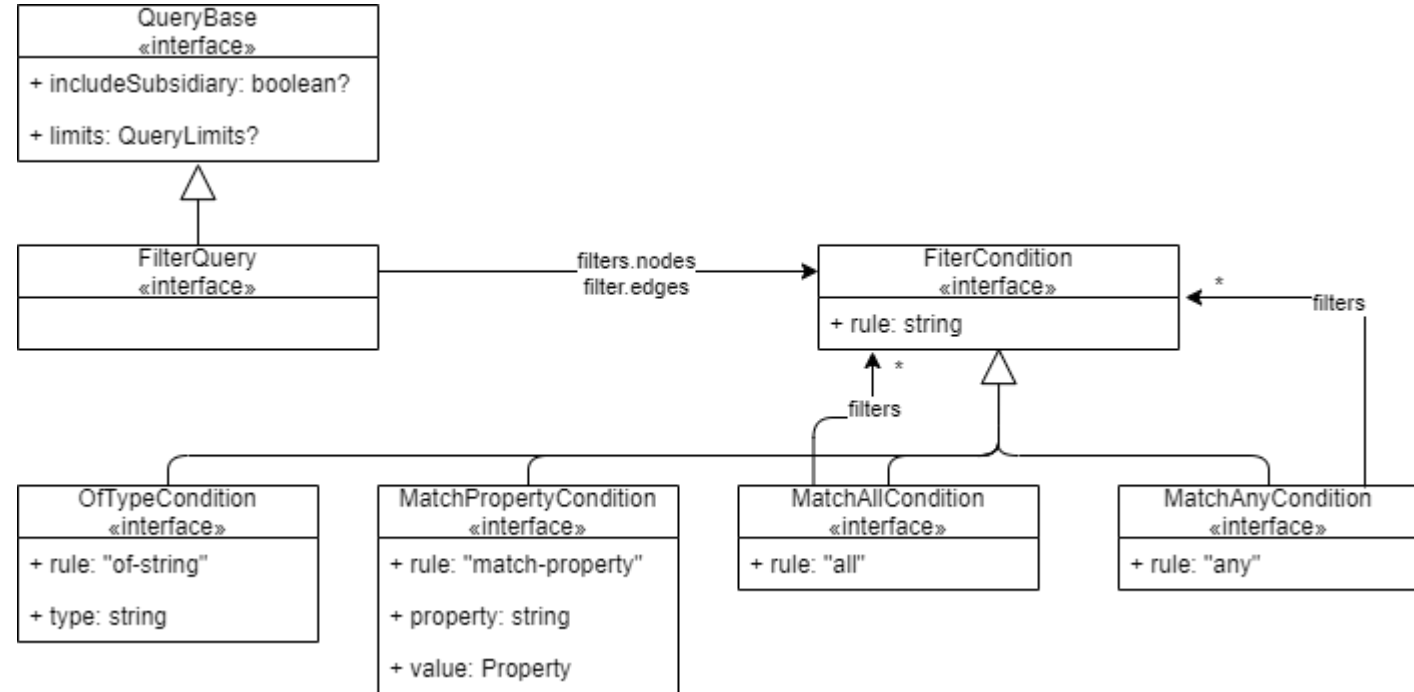 QueryBase
«interface»
+ includeSubsidiary: boolean?
+ limits: QueryLimits?
FilterQuery
«interface»
filters.nodes
filter.edges
FiterCondition
«interface»
+ rule: string
*
filters
*
filters
OfTypeCondition
«interface»
+ rule: "of-string"
+ type: string
MatchPropertyCondition
«interface»
+ rule: "match-property"
+ property: string
+ value: Property
MatchAllCondition
«interface»
+ rule: "all"
MatchAnyCondition
«interface»
+ rule: "any"